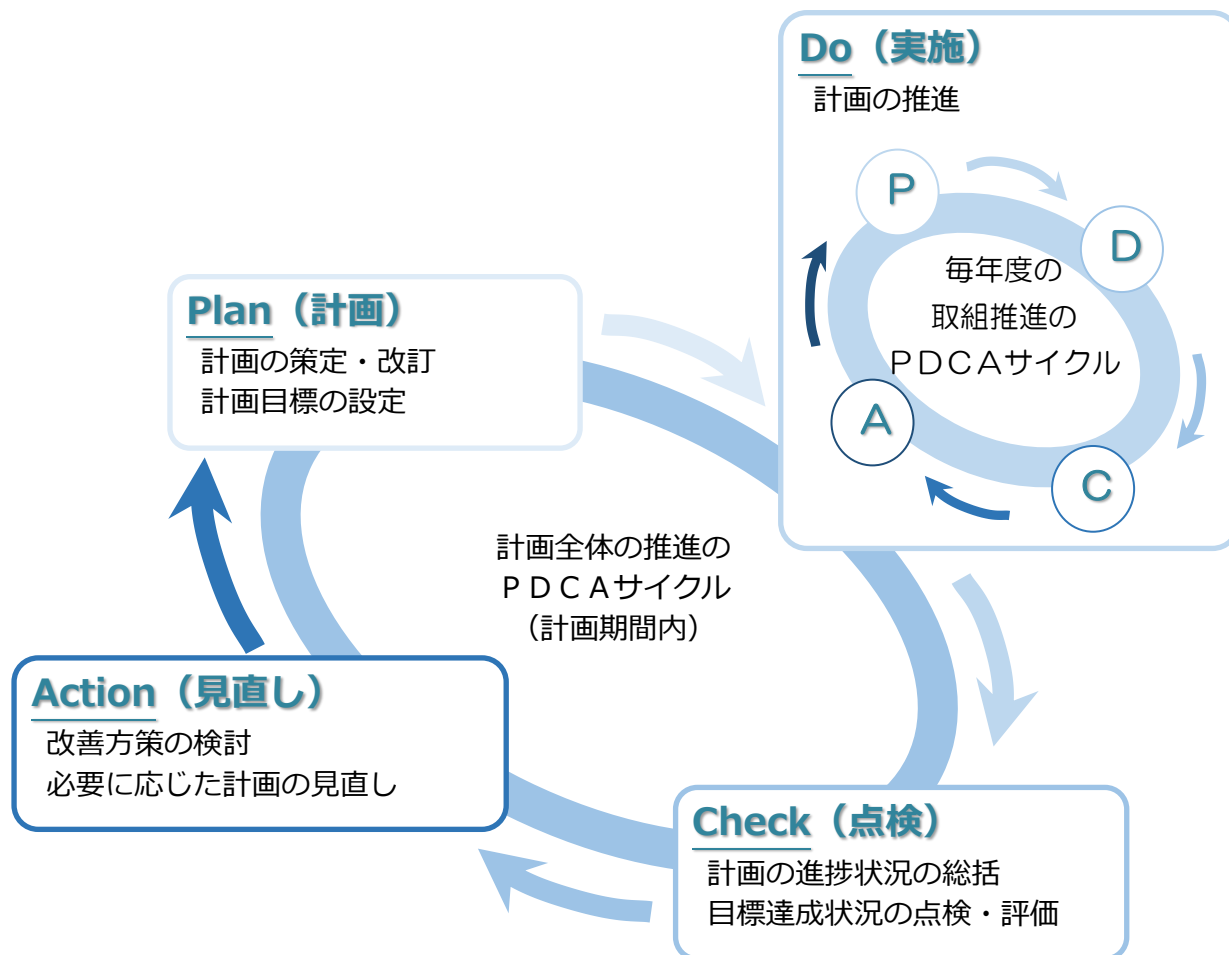 Do（実施）
計画の推進
P
D
毎年度の
取組推進の
PDCAサイクル
A
C
Plan（計画）
計画の策定・改訂
計画目標の設定
計画全体の推進の
PDCAサイクル
（計画期間内）
Action（見直し）
改善方策の検討
必要に応じた計画の見直し
Check（点検）
計画の進捗状況の総括
目標達成状況の点検・評価